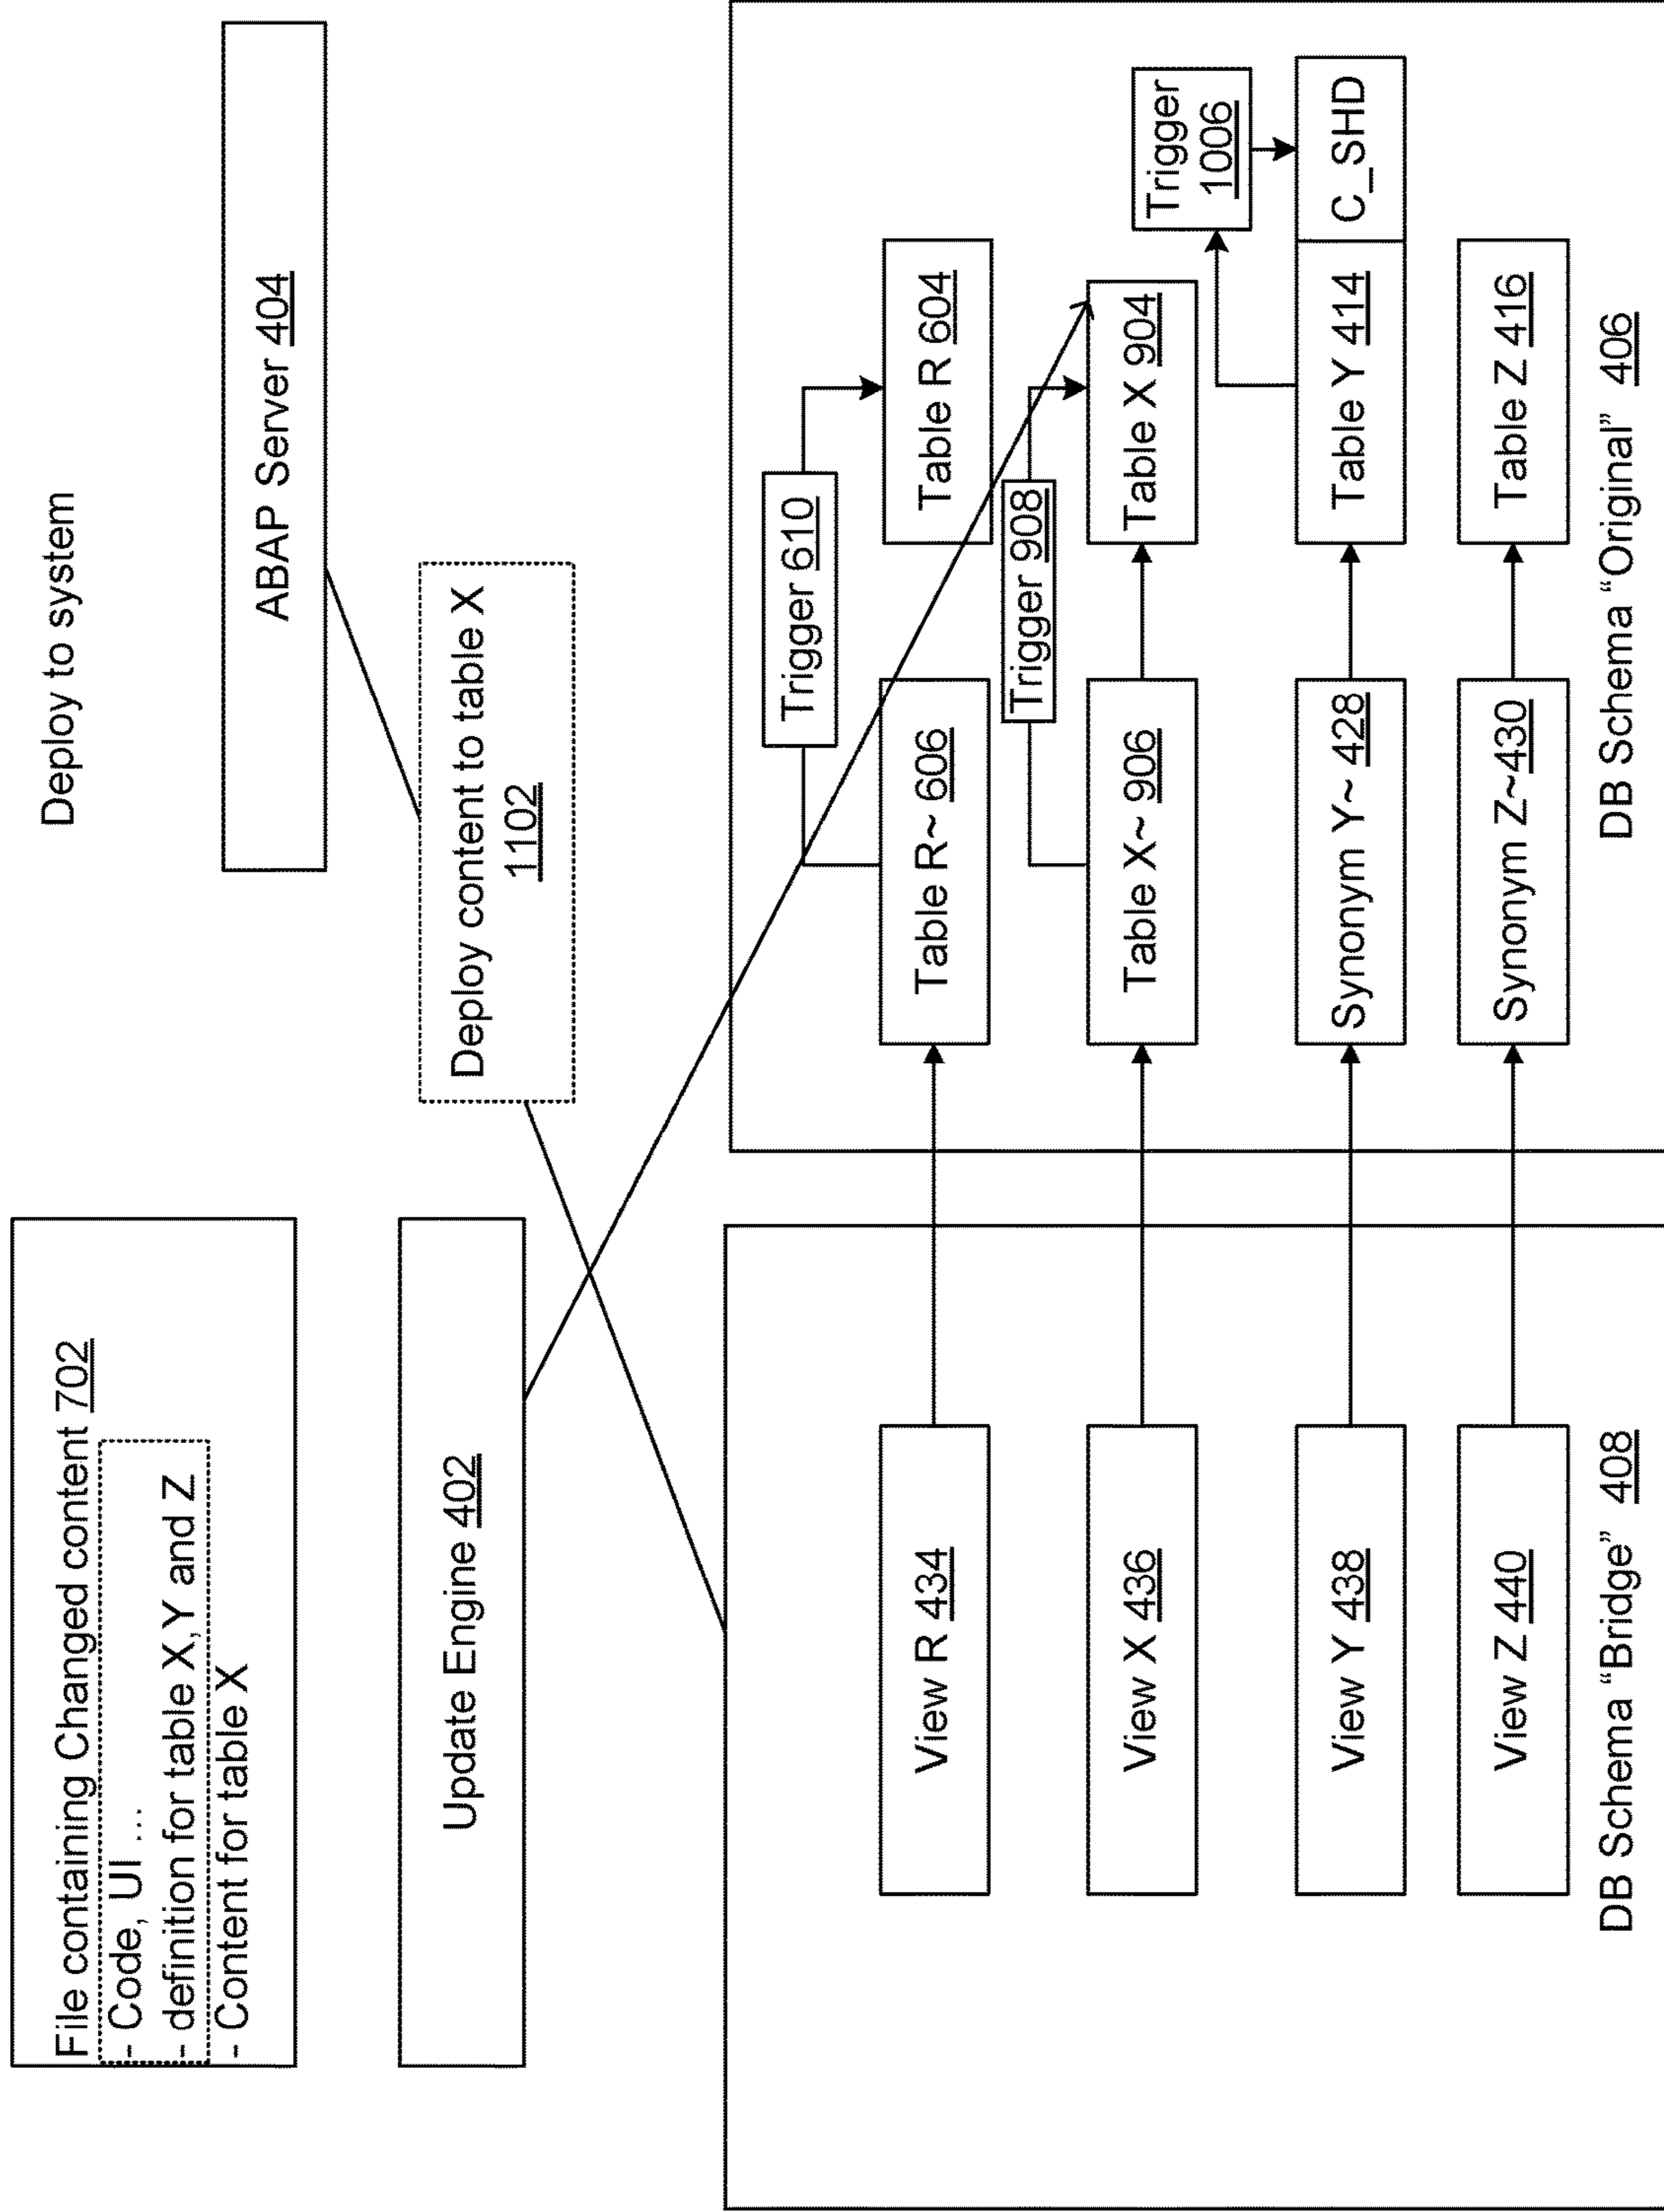 Deploy to system
File containing Changed content 702
- Code, UI ...
- definition for table X,Y and Z
- Content for table X
ABAP Server 404
Update Engine 402
Deploy content to table X
1102
Trigger 610
View R 434
Table R~ 606
Table R 604
Trigger 908
View X 436
Table X~ 906
Table X 904
Trigger
1006
View Y 438
Synonym Y~ 428
Table Y 414
C_SHD
View Z 440
Synonym Z~430
Table Z 416
DB Schema “Bridge” 408
DB Schema “Original” 406